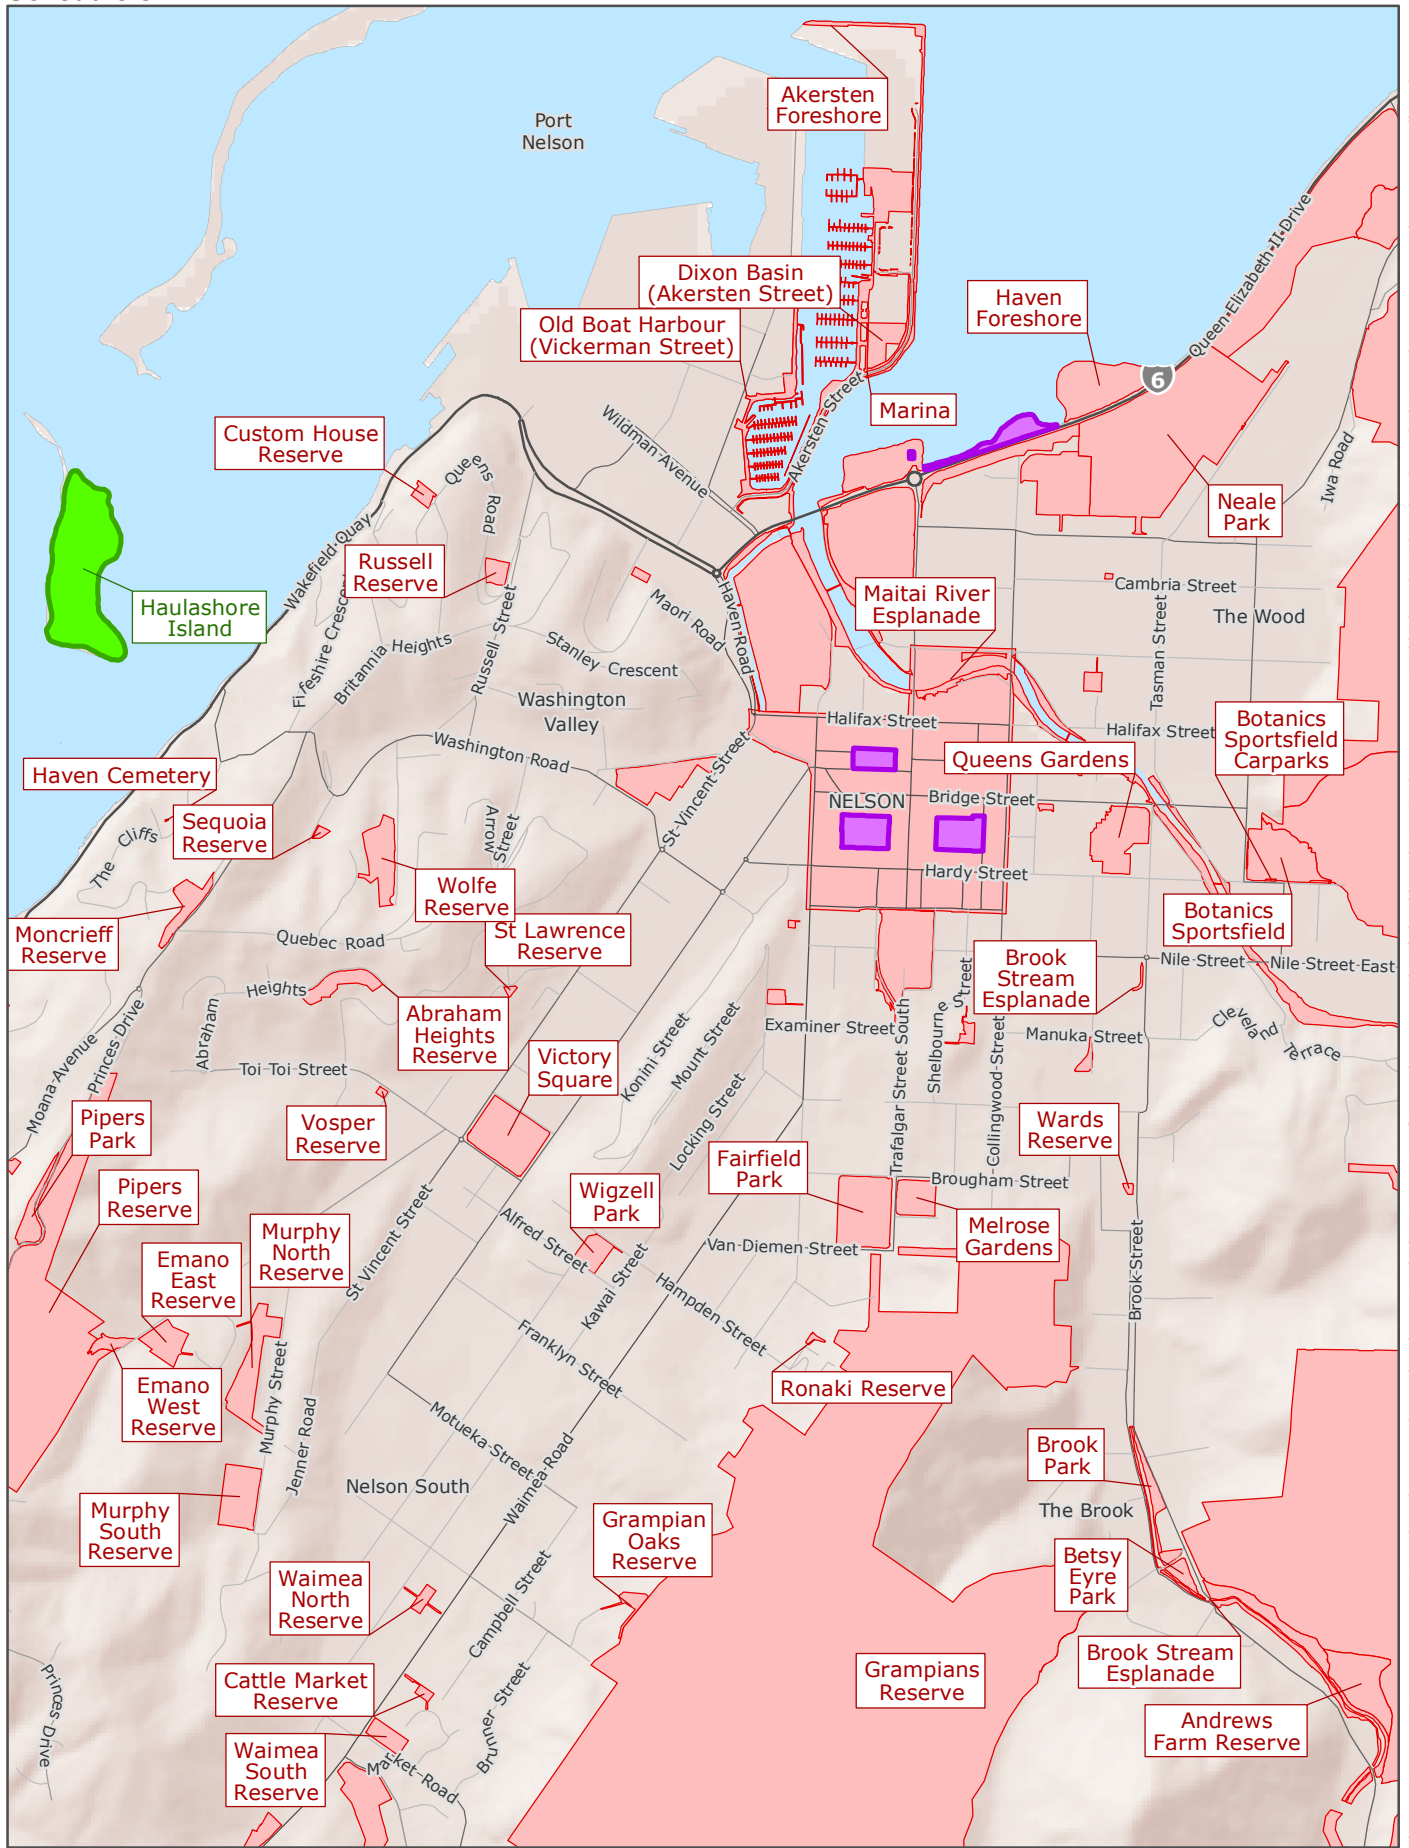 Port
Nelson
Akersten
Foreshore
Dixon Basin
(Akersten Street)
Old Boat Harbour
(Vickerman Street)
Haven
Foreshore
Queen Elizabeth II Drive
6
Marina
Akersten Street
Wildman Avenue
Custom House
Reserve
Queens Road
Iwa Road
Neale
Park
Wakefield Quay
Russell
Reserve
Haulashore
Island
Fifeshire Crescent
Britannia Heights
Russell Street
Maori Road
Haven Road
Stanley Crescent
Maitai River
Esplanade
Cambria Street
The Wood
Tasman Street
Washington
Valley
Halifax Street
Halifax Street
Botanics
Sportsfield
Carparks
Washington Road
St Vincent Street
Queens Gardens
Haven Cemetery
NELSON
Bridge Street
The Cliffs
Sequoia
Reserve
Arrow Street
Hardy Street
Wolfe
Reserve
Moncrieff
Reserve
Quebec Road
St Lawrence
Reserve
Botanics
Sportsfield
Brook
Stream
Esplanade
Nile Street
Nile Street East
Abraham Heights
Abraham
Heights
Reserve
Examiner Street
Shelbourne Street
Manuka Street
Cleveland Terrace
Moana Avenue
Princes Drive
Toi Toi Street
Victory
Square
Konini Street
Mount Street
Locking Street
Trafalgar Street South
Collingwood Street
Pipers
Park
Vosper
Reserve
Wards
Reserve
Fairfield
Park
Brougham Street
Pipers
Reserve
Wigzell
Park
Melrose
Gardens
Murphy
North
Reserve
St Vincent Street
Alfred Street
Van Diemen Street
Emano
East
Reserve
Kawai Street
Hampden Street
Brook Street
Franklyn Street
Emano
West
Reserve
Murphy Street
Jenner Road
Ronaki Reserve
Motueka Street
Waimea Road
Brook
Park
Nelson South
The Brook
Murphy
South
Reserve
Grampian
Oaks
Reserve
Betsy
Eyre
Park
Waimea
North
Reserve
Campbell Street
Brook Stream
Esplanade
Princes Drive
Cattle Market
Reserve
Brunner Street
Grampians
Reserve
Andrews
Farm Reserve
Waimea
South
Reserve
Market Road